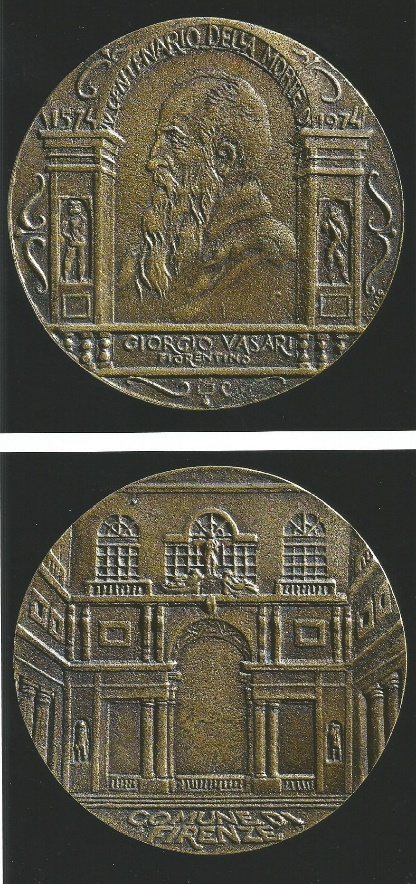 IV CENTENARIO DELLA MORTE
1574 1974
GIORGIO VASARI
FIORENTINO
COMUNE DI
FIRENZE